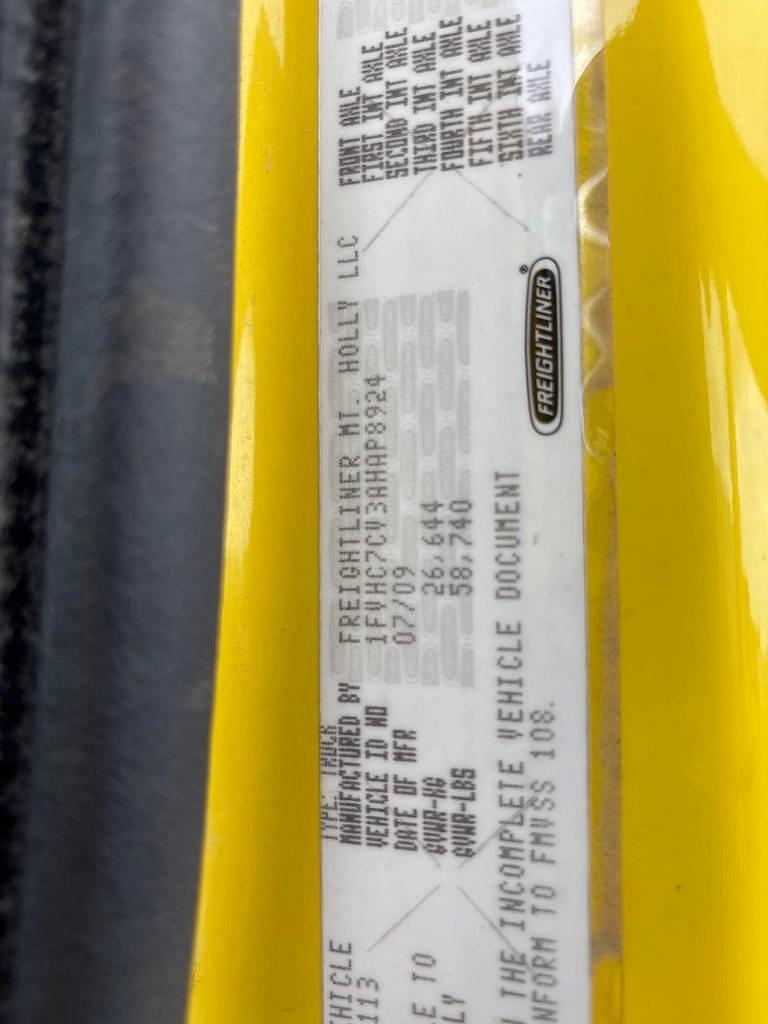 HICLE
113
E TO
LY
TYPE: TRUCK
MANUFACTURED BY FREIGHTLINER MT. HOLLY LLC
VEHICLE ID NO 1FVHC7CV3AHAP8924
DATE OF MFR 07/09
GVWR-KG 26,644
GVWR-LBS 58,740
THE INCOMPLETE VEHICLE DOCUMENT
NFORM TO FMVSS 108.
FREIGHTLINER®
FRONT AXLE
FIRST INT AXLE
SECOND INT AXLE
THIRD INT AXLE
FOURTH INT AXLE
FIFTH INT AXLE
SIXTH INT AXLE
REAR AXLE